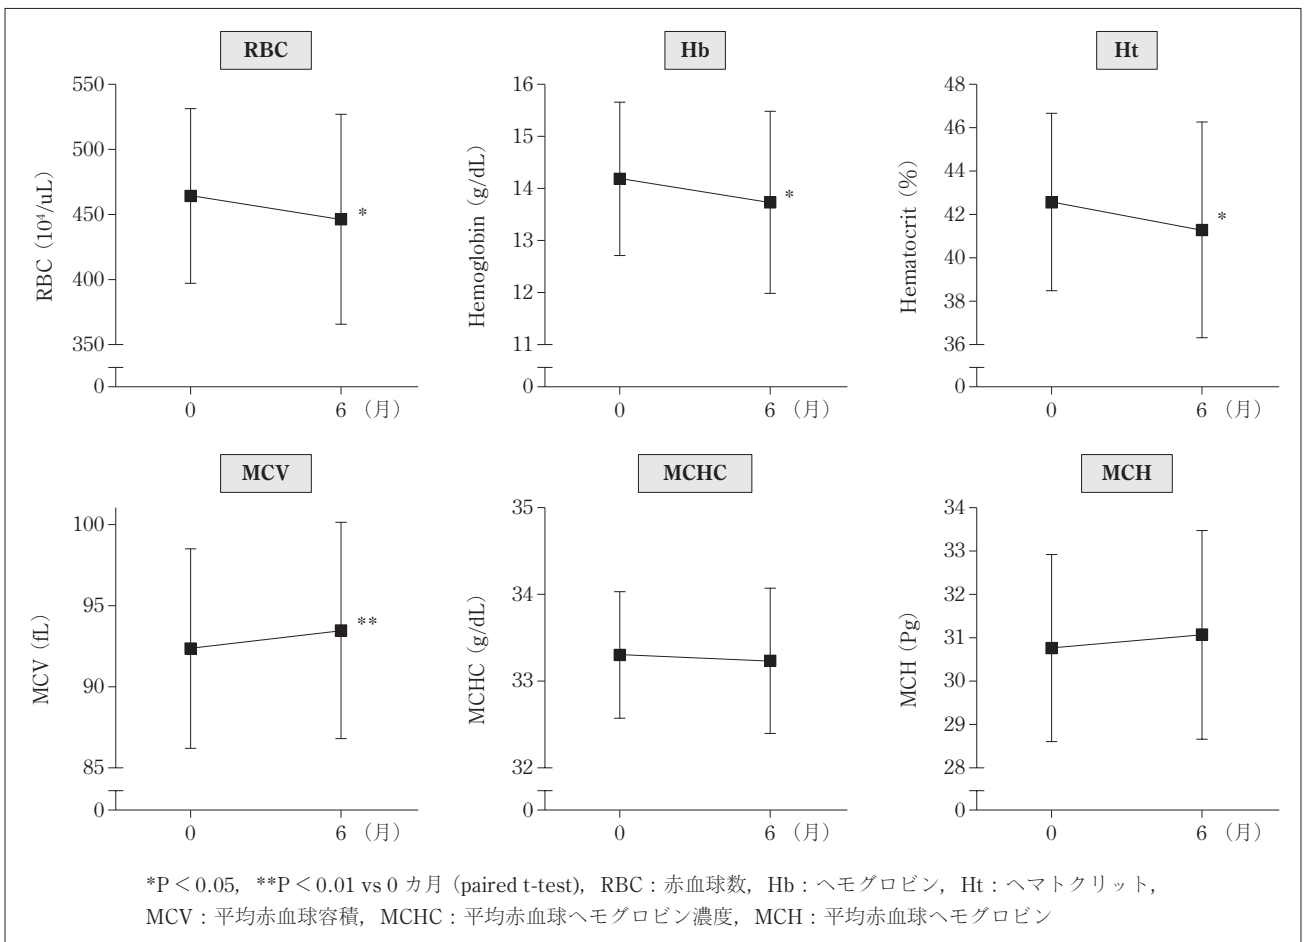 RBC
550
500
450
400
350
0
RBC (10⁴/uL)
*
0 6 (月)
Hb
16
15
14
13
12
11
0
Hemoglobin (g/dL)
*
0 6 (月)
Ht
48
46
44
42
40
38
36
0
Hematocrit (%)
*
0 6 (月)
MCV
100
95
90
85
0
MCV (fL)
**
0 6 (月)
MCHC
35
34
33
32
0
MCHC (g/dL)
0 6 (月)
MCH
34
33
32
31
30
29
28
0
MCH (Pg)
0 6 (月)
*P<0.05, **P<0.01 vs 0 カ月 (paired t-test), RBC:赤血球数, Hb:ヘモグロビン, Ht:ヘマトクリット,
MCV:平均赤血球容積, MCHC:平均赤血球ヘモグロビン濃度, MCH:平均赤血球ヘモグロビン